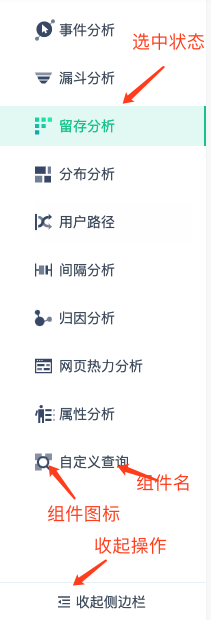 事件分析
选中状态
漏斗分析
留存分析
分布分析
用户路径
间隔分析
归因分析
网页热力分析
属性分析
自定义查询
组件名
组件图标
收起操作
收起侧边栏